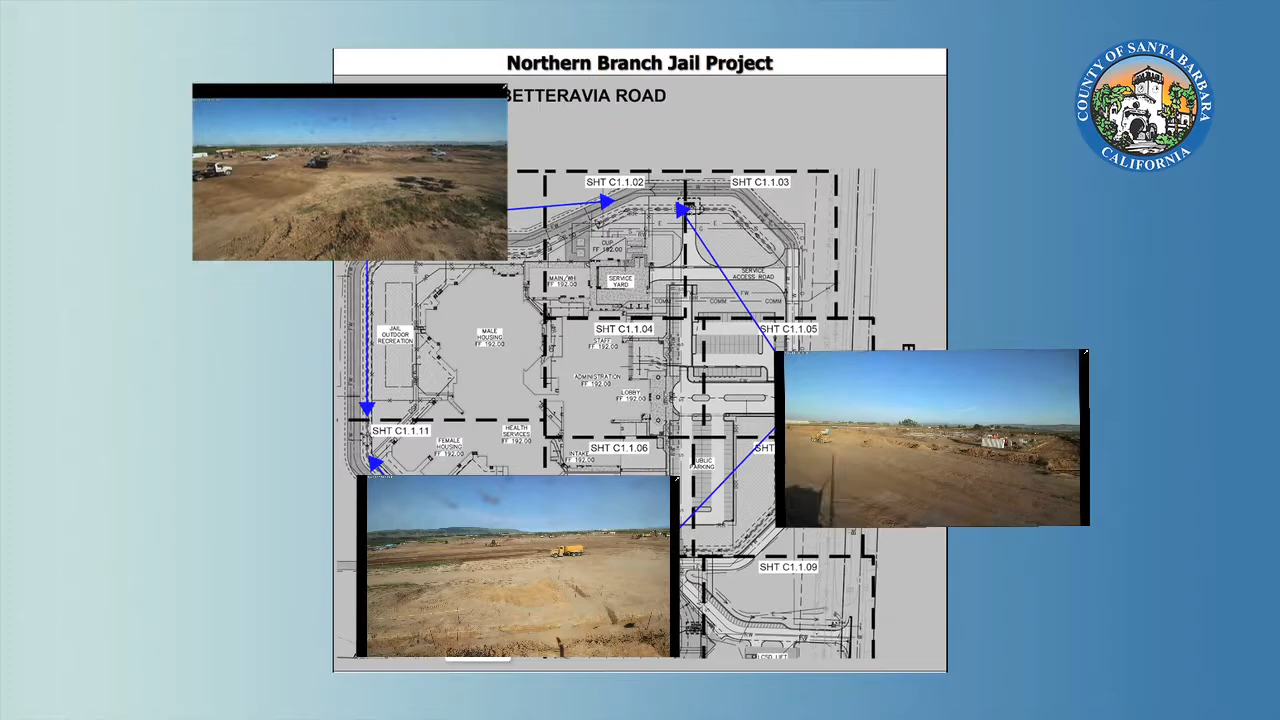 Northern Branch Jail Project
BETTERAVIA ROAD
COUNTY OF SANTA BARBARA
CALIFORNIA
SHT C1.1.02
SHT C1.1.03
CUP
FF 192.00
MAIN/WH
FF 192.00
SERVICE
YARD
SERVICE
ACCESS ROAD
FW
COMM
COMM
COMM
SHT C1.1.04
SHT C1.1.05
JAIL
OUTDOOR
RECREATION
MALE
HOUSING
FF 192.00
STAFF
FF 192.00
ADMINISTRATION
FF 192.00
LOBBY
FF 192.00
SHT C1.1.11
FEMALE
HOUSING
FF 192.00
HEALTH
SERVICES
FF 192.00
INTAKE
FF 192.00
SHT C1.1.06
SHT
PUBLIC
PARKING
SHT C1.1.09